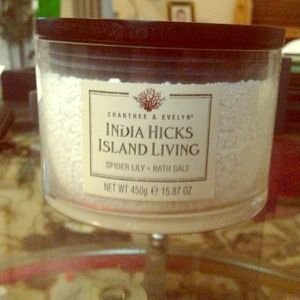 CRABTREE & EVELYN®
INDIA HICKS
ISLAND LIVING
SPIDER LILY • BATH SALT
NET WT 450g ℮ 15.87 OZ